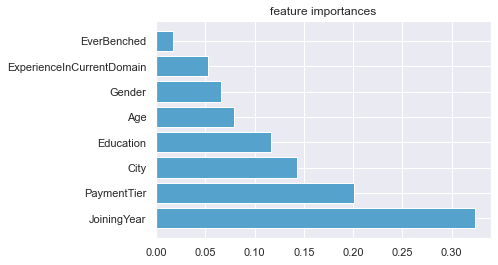 feature importances
EverBenched
ExperienceInCurrentDomain
Gender
Age
Education
City
PaymentTier
JoiningYear
0.00 0.05 0.10 0.15 0.20 0.25 0.30